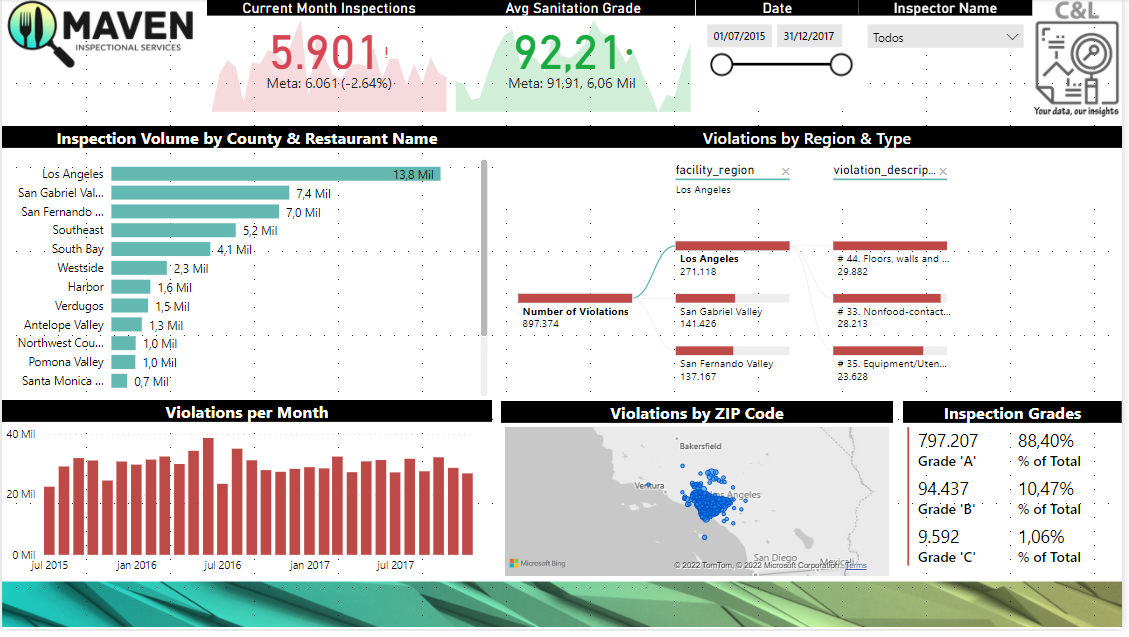 MAVEN
INSPECTIONAL SERVICES
Current Month Inspections
5.901!
Meta: 6.061 (-2.64%)
Avg Sanitation Grade
92,21
Meta: 91,91, 6,06 Mil
Date
01/07/2015
31/12/2017
Inspector Name
Todos
C&L
Your data, our insights
Inspection Volume by County & Restaurant Name
Los Angeles 13,8 Mil
San Gabriel Val... 7,4 Mil
San Fernando ... 7,0 Mil
Southeast 5,2 Mil
South Bay 4,1 Mil
Westside 2,3 Mil
Harbor 1,6 Mil
Verdugos 1,5 Mil
Antelope Valley 1,3 Mil
Northwest Cou... 1,0 Mil
Pomona Valley 1,0 Mil
Santa Monica ... 0,7 Mil
Violations by Region & Type
facility_region
Los Angeles
violation_descrip...
Number of Violations
897.374
Los Angeles
271.118
San Gabriel Valley
141.426
San Fernando Valley
137.167
# 44. Floors, walls and ...
29.882
# 33. Nonfood-contact...
28.213
# 35. Equipment/Uten...
23.628
Violations per Month
40 Mil
20 Mil
0 Mil
jul 2015
jan 2016
jul 2016
jan 2017
jul 2017
Violations by ZIP Code
Bakersfield
Ventura
Los Angeles
San Diego
Mexicali
Microsoft Bing
© 2022 TomTom, © 2022 Microsoft Corporation, Terms
Inspection Grades
797.207 88,40%
Grade 'A' % of Total
94.437 10,47%
Grade 'B' % of Total
9.592 1,06%
Grade 'C' % of Total